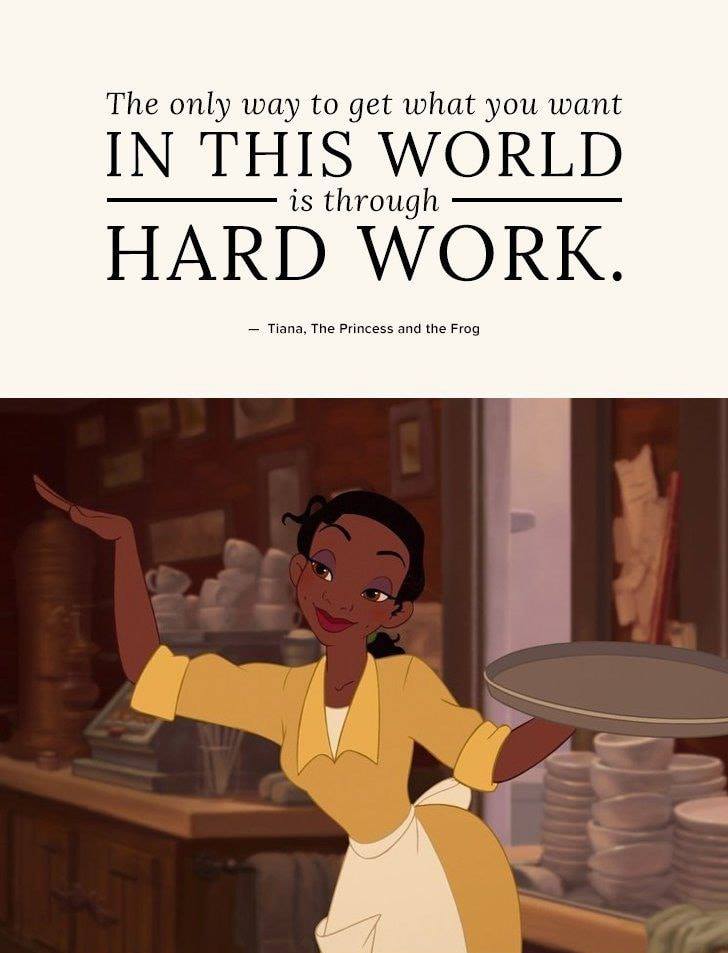 The only way to get what you want
IN THIS WORLD
is through
HARD WORK.
— Tiana, The Princess and the Frog